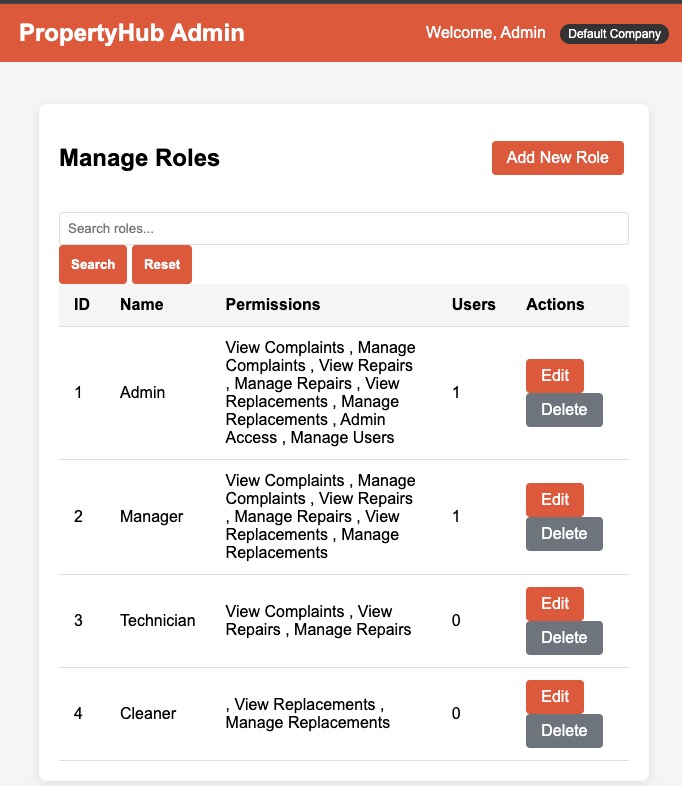 PropertyHub Admin
Welcome, Admin Default Company
Manage Roles
Add New Role
Search roles...
Search Reset
ID Name Permissions Users Actions
1 Admin
View Complaints , Manage
Complaints , View Repairs
, Manage Repairs , View
Replacements , Manage
Replacements , Admin
Access , Manage Users
1
Edit
Delete
2 Manager
View Complaints , Manage
Complaints , View Repairs
, Manage Repairs , View
Replacements , Manage
Replacements
1
Edit
Delete
3 Technician
View Complaints , View
Repairs , Manage Repairs
0
Edit
Delete
4 Cleaner
, View Replacements ,
Manage Replacements
0
Edit
Delete